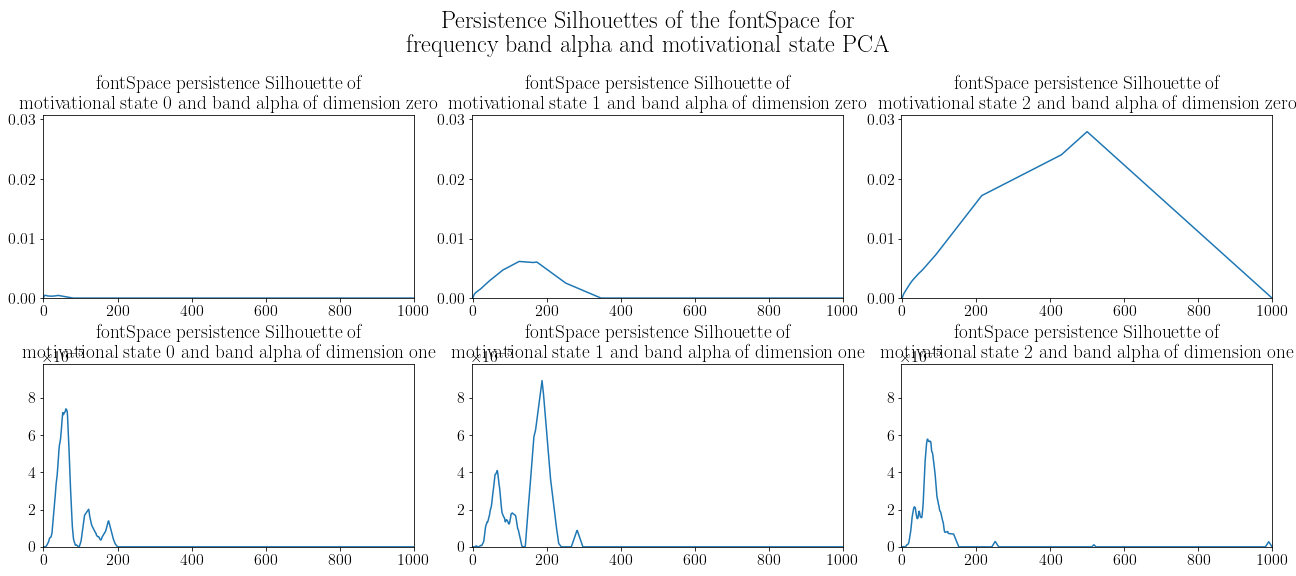 Persistence Silhouettes of the fontSpace for
frequency band alpha and motivational state PCA
fontSpace persistence Silhouette of
motivational state 0 and band alpha of dimension zero
fontSpace persistence Silhouette of
motivational state 1 and band alpha of dimension zero
fontSpace persistence Silhouette of
motivational state 2 and band alpha of dimension zero
0.03
0.02
0.01
0.00
0 200 400 600 800 1000
0.03
0.02
0.01
0.00
0 200 400 600 800 1000
0.03
0.02
0.01
0.00
0 200 400 600 800 1000
fontSpace persistence Silhouette of
motivational state 0 and band alpha of dimension one
fontSpace persistence Silhouette of
motivational state 1 and band alpha of dimension one
fontSpace persistence Silhouette of
motivational state 2 and band alpha of dimension one
8
6
4
2
0
0 200 400 600 800 1000
8
6
4
2
0
0 200 400 600 800 1000
8
6
4
2
0
0 200 400 600 800 1000